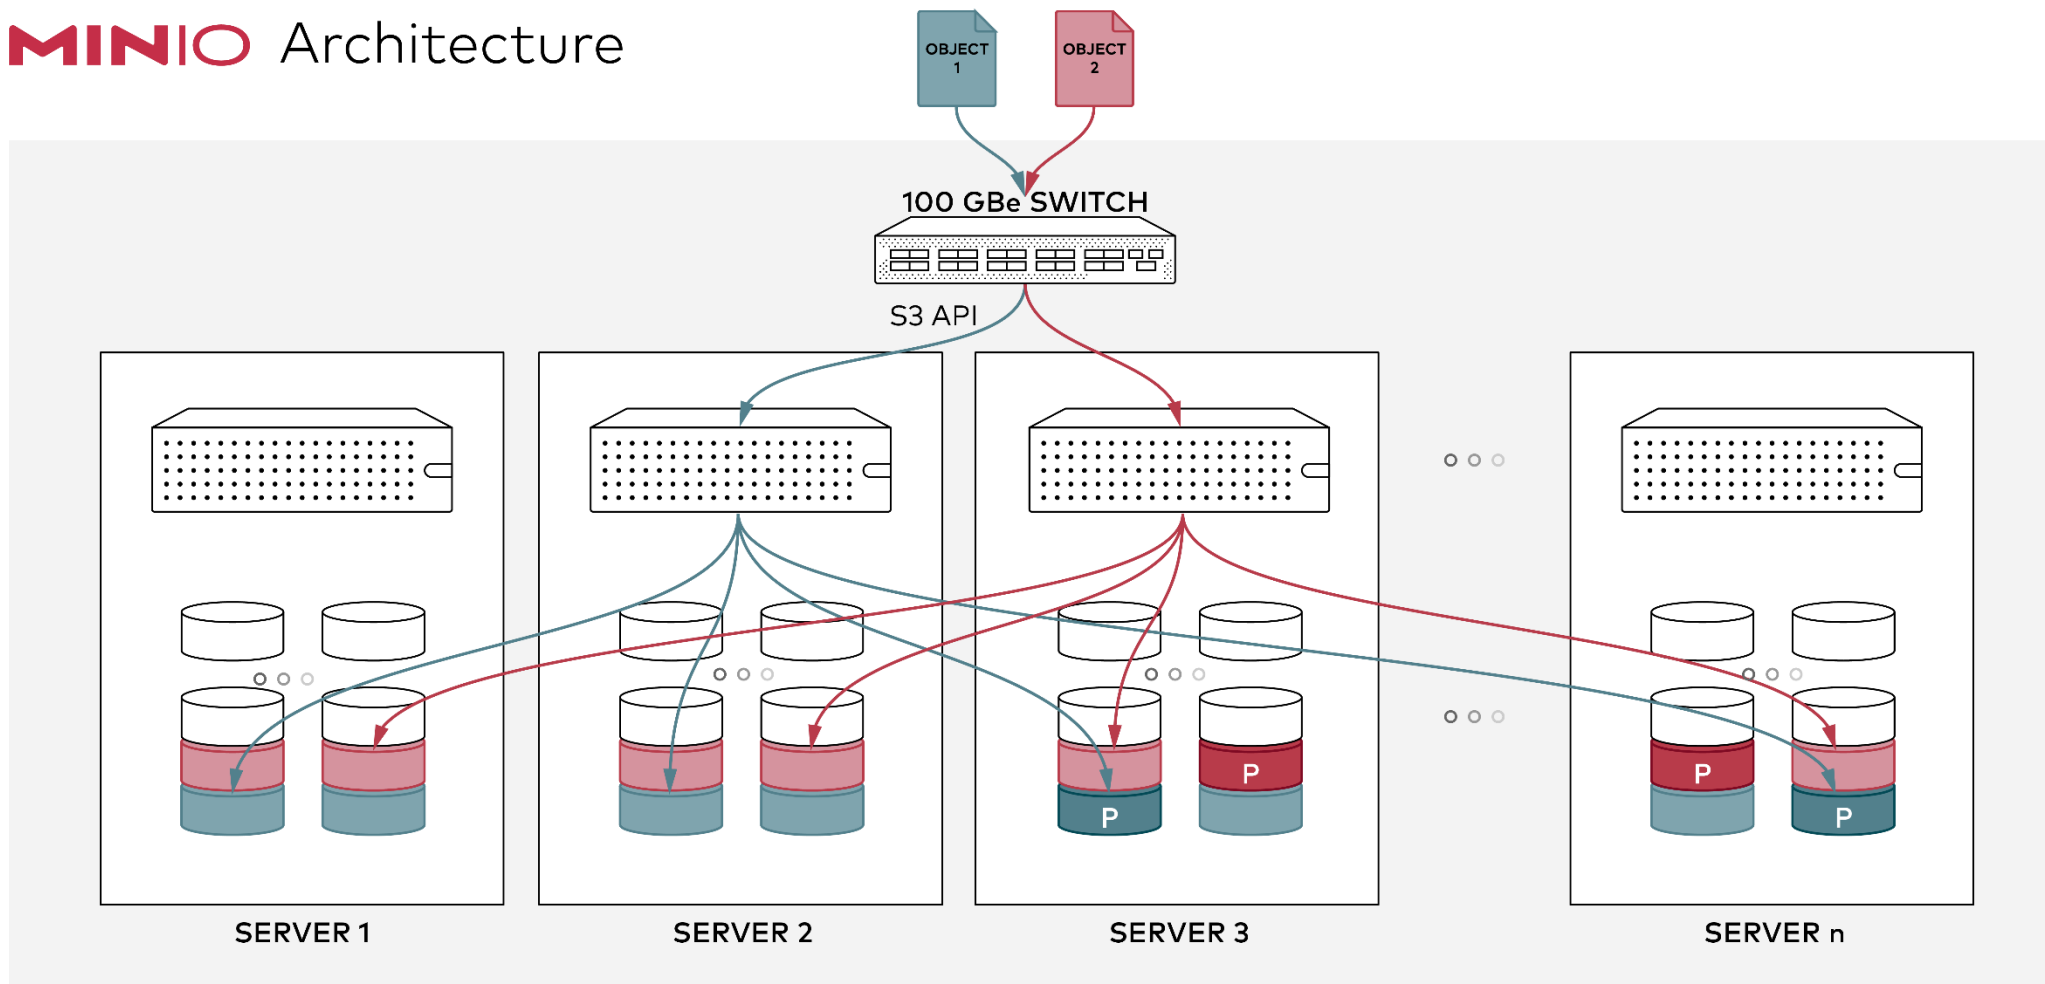 MINIO Architecture
OBJECT
1
OBJECT
2
100 GBe SWITCH
S3 API
P
P
P
P
SERVER 1
SERVER 2
SERVER 3
SERVER n